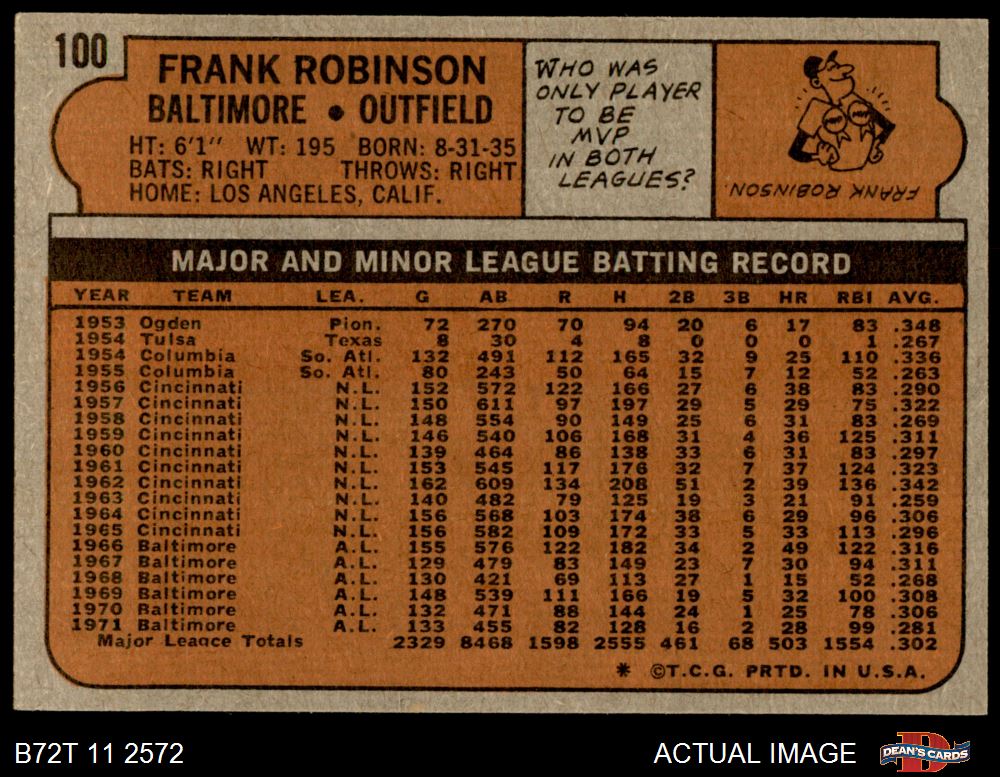 100
FRANK ROBINSON
BALTIMORE • OUTFIELD
HT: 6'1" WT: 195 BORN: 8-31-35
BATS: RIGHT THROWS: RIGHT
HOME: LOS ANGELES, CALIF.
WHO WAS
ONLY PLAYER
TO BE
MVP
IN BOTH
LEAGUES?
FRANK ROBINSON.
MAJOR AND MINOR LEAGUE BATTING RECORD
YEAR TEAM LEA. G AB R H 2B 3B HR RBI AVG.
1953 Ogden Pion. 72 270 70 94 20 6 17 83 .348
1954 Tulsa Texas 8 30 4 8 0 0 0 1 .267
1954 Columbia So. Atl. 132 491 112 165 32 9 25 110 .336
1955 Columbia So. Atl. 80 243 50 64 15 7 12 52 .263
1956 Cincinnati N.L. 152 572 122 166 27 6 38 83 .290
1957 Cincinnati N.L. 150 611 97 197 29 5 29 75 .322
1958 Cincinnati N.L. 148 554 90 149 25 6 31 83 .269
1959 Cincinnati N.L. 146 540 106 168 31 4 36 125 .311
1960 Cincinnati N.L. 139 464 86 138 33 6 31 83 .297
1961 Cincinnati N.L. 153 545 117 176 32 7 37 124 .323
1962 Cincinnati N.L. 162 609 134 208 51 2 39 136 .342
1963 Cincinnati N.L. 140 482 79 125 19 3 21 91 .259
1964 Cincinnati N.L. 156 568 103 174 38 6 29 96 .306
1965 Cincinnati N.L. 156 582 109 172 33 5 33 113 .296
1966 Baltimore A.L. 155 576 122 182 34 2 49 122 .316
1967 Baltimore A.L. 129 479 83 149 23 7 30 94 .311
1968 Baltimore A.L. 130 421 69 113 27 1 15 52 .268
1969 Baltimore A.L. 148 539 111 166 19 5 32 100 .308
1970 Baltimore A.L. 132 471 88 144 24 1 25 78 .306
1971 Baltimore A.L. 133 455 82 128 16 2 28 99 .281
Major League Totals 2329 8468 1598 2555 461 68 503 1554 .302
* ©T.C.G. PRTD. IN U.S.A.
B72T 11 2572
ACTUAL IMAGE
DEAN'S CARDS